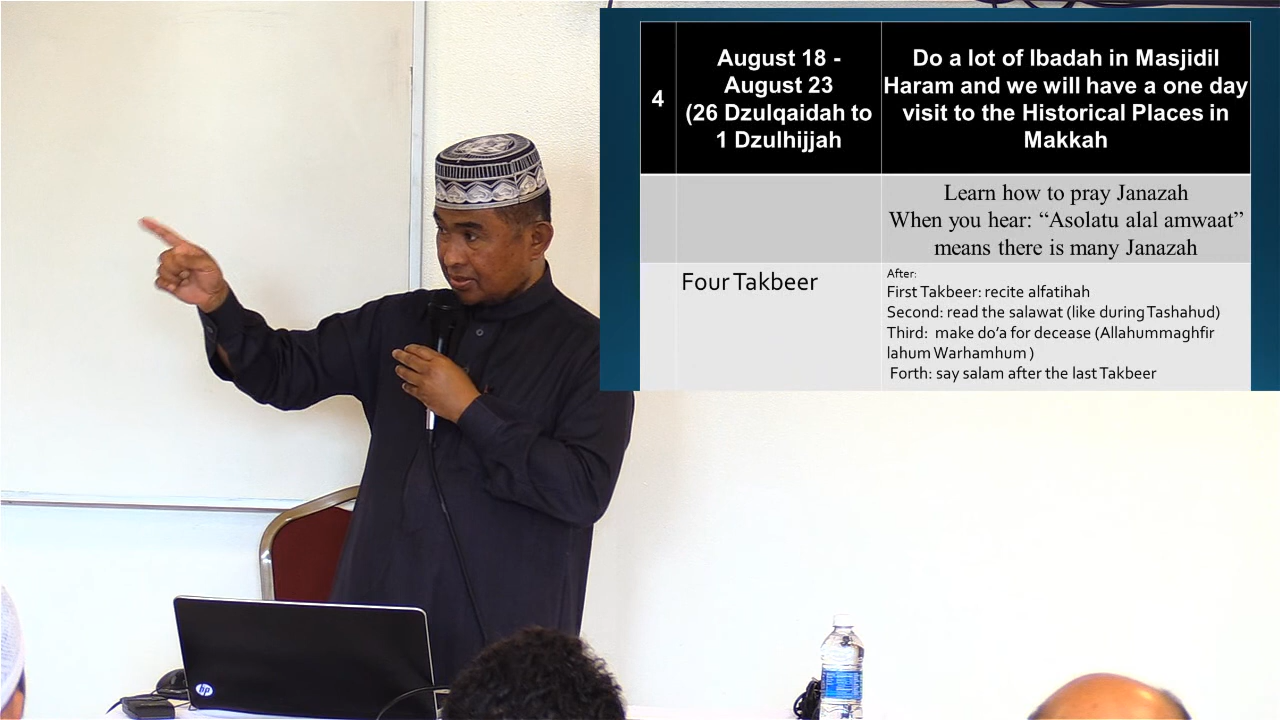 4
August 18 -
August 23
(26 Dzulqaidah to
1 Dzulhijjah
Do a lot of Ibadah in Masjidil
Haram and we will have a one day
visit to the Historical Places in
Makkah
Learn how to pray Janazah
When you hear: “Asolatu alal amwaat”
means there is many Janazah
Four Takbeer
After:
First Takbeer: recite alfatihah
Second: read the salawat (like during Tashahud)
Third:  make do’a for decease (Allahummaghfir
lahum Warhamhum )
Forth: say salam after the last Takbeer
hp